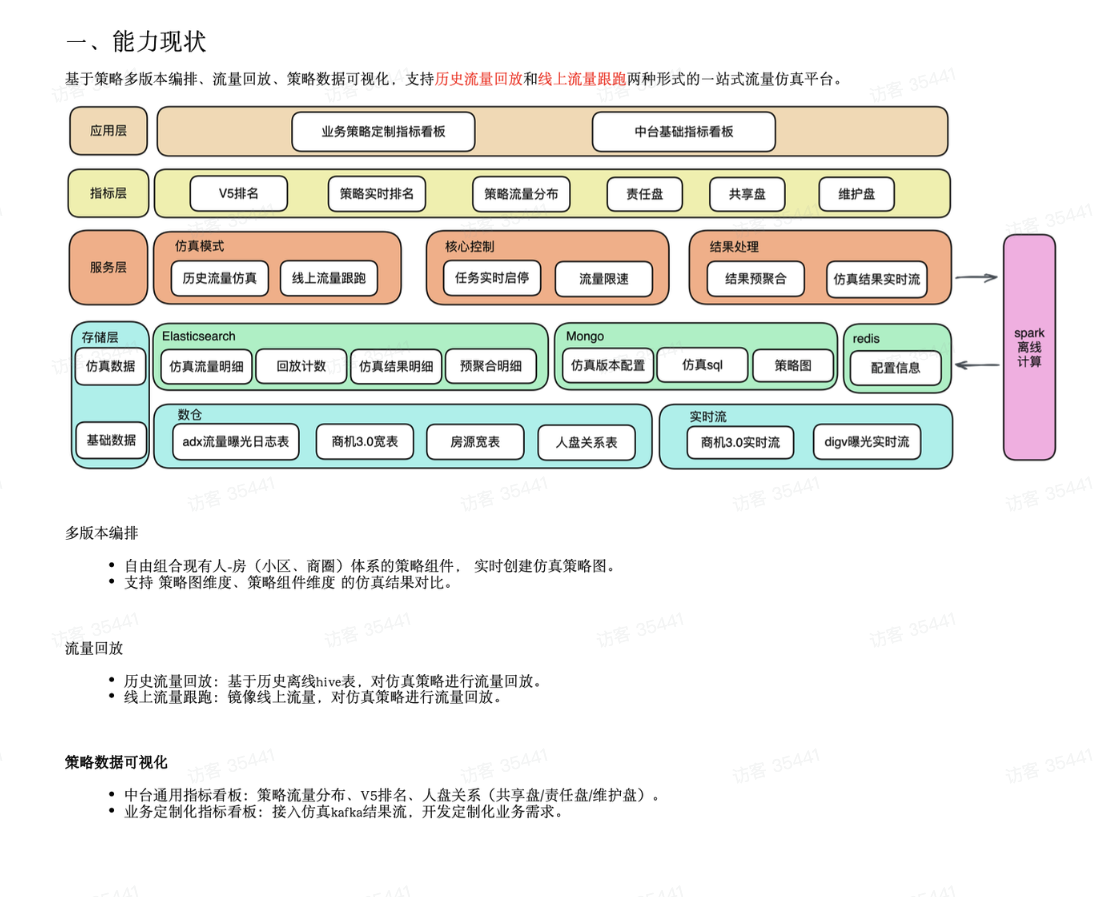 一、能力现状
基于策略多版本编排、流量回放、策略数据可视化，支持历史流量回放和线上流量跟跑两种形式的一站式流量仿真平台。
应用层
业务策略定制指标看板
中台基础指标看板
指标层
V5排名
策略实时排名
策略流量分布
责任盘
共享盘
维护盘
服务层
仿真模式
历史流量仿真
线上流量跟跑
核心控制
任务实时启停
流量限速
结果处理
结果预聚合
仿真结果实时流
spark
离线
计算
存储层
仿真数据
基础数据
Elasticsearch
仿真流量明细
回放计数
仿真结果明细
预聚合明细
Mongo
仿真版本配置
仿真sql
策略图
redis
配置信息
数仓
adx流量曝光日志表
商机3.0宽表
房源宽表
人盘关系表
实时流
商机3.0实时流
digv曝光实时流
多版本编排
• 自由组合现有人-房（小区、商圈）体系的策略组件， 实时创建仿真策略图。
• 支持 策略图维度、策略组件维度 的仿真结果对比。
流量回放
• 历史流量回放：基于历史离线hive表，对仿真策略进行流量回放。
• 线上流量跟跑：镜像线上流量，对仿真策略进行流量回放。
策略数据可视化
• 中台通用指标看板：策略流量分布、V5排名、人盘关系（共享盘/责任盘/维护盘）。
• 业务定制化指标看板：接入仿真kafka结果流，开发定制化业务需求。
访客 35441